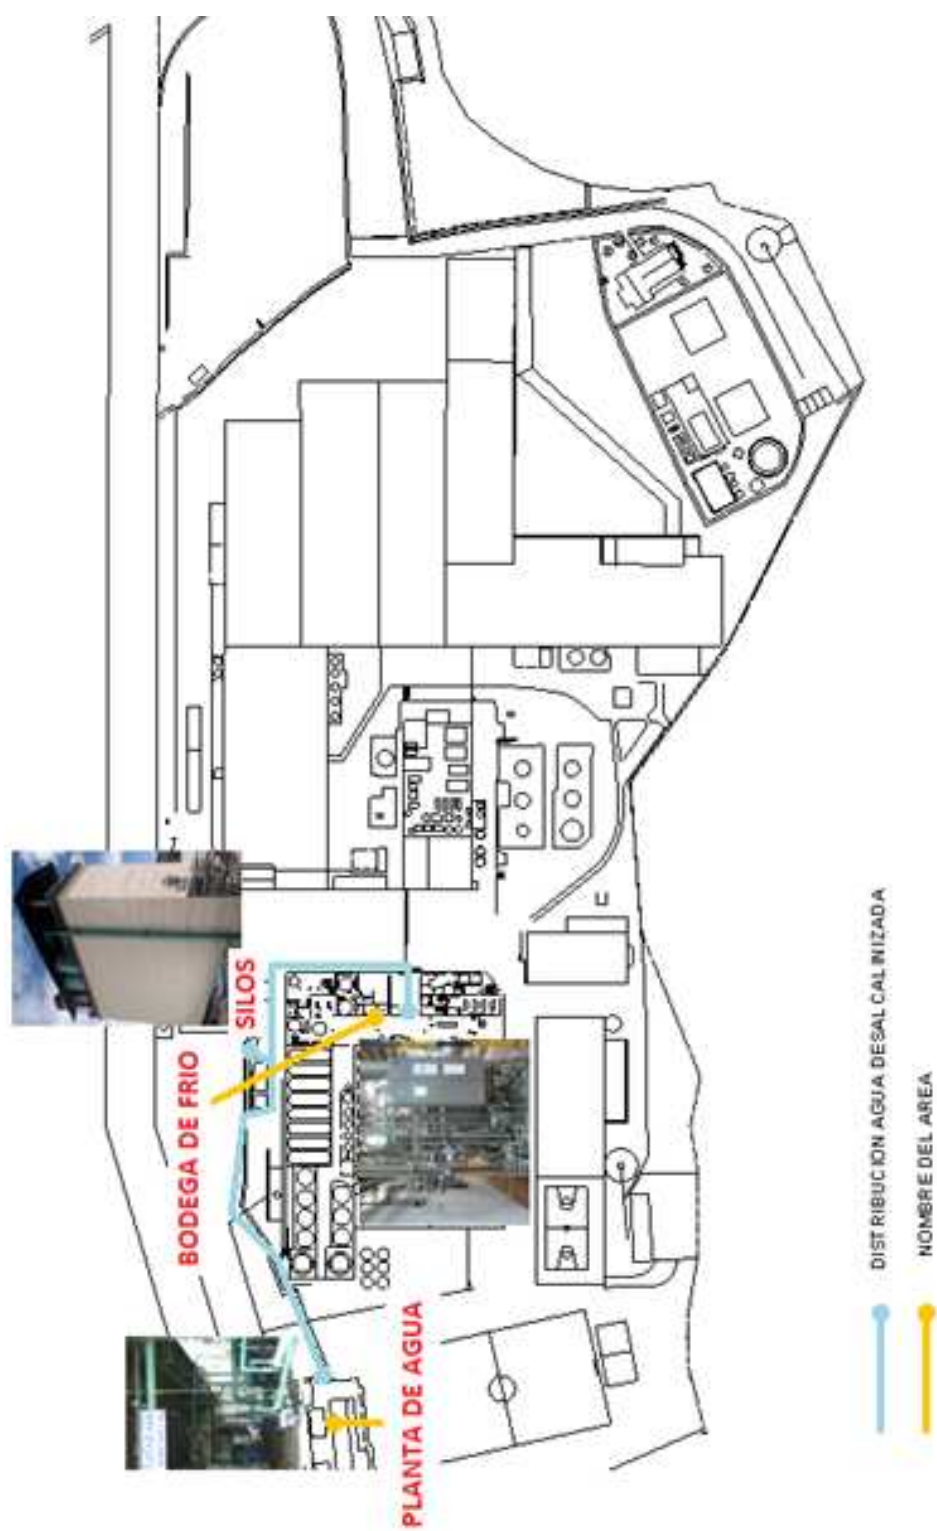 SILOS
BODEGA DE FRIO
PLANTA DE AGUA
DISTRIBUCION AGUA DESALCALINIZADA
NOMBRE DEL AREA